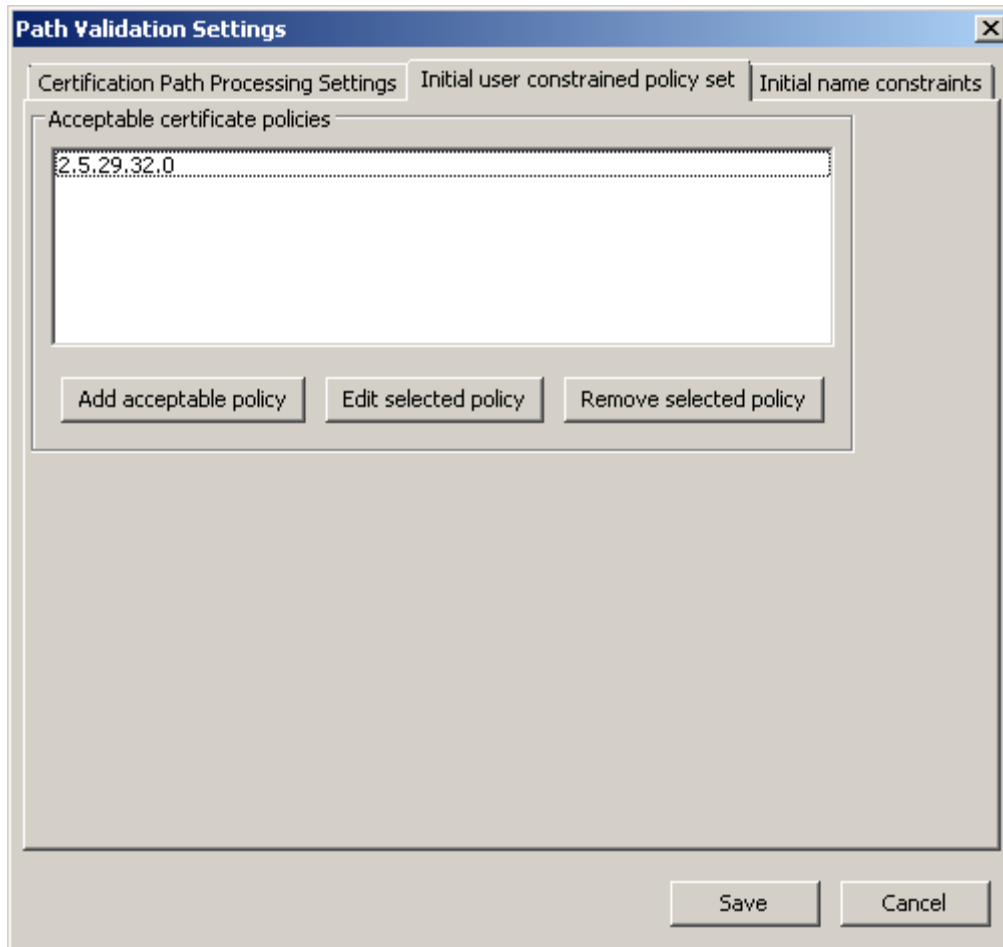 Path Validation Settings
Certification Path Processing Settings
Initial user constrained policy set
Initial name constraints
Acceptable certificate policies
2.5.29.32.0
Add acceptable policy
Edit selected policy
Remove selected policy
Save
Cancel